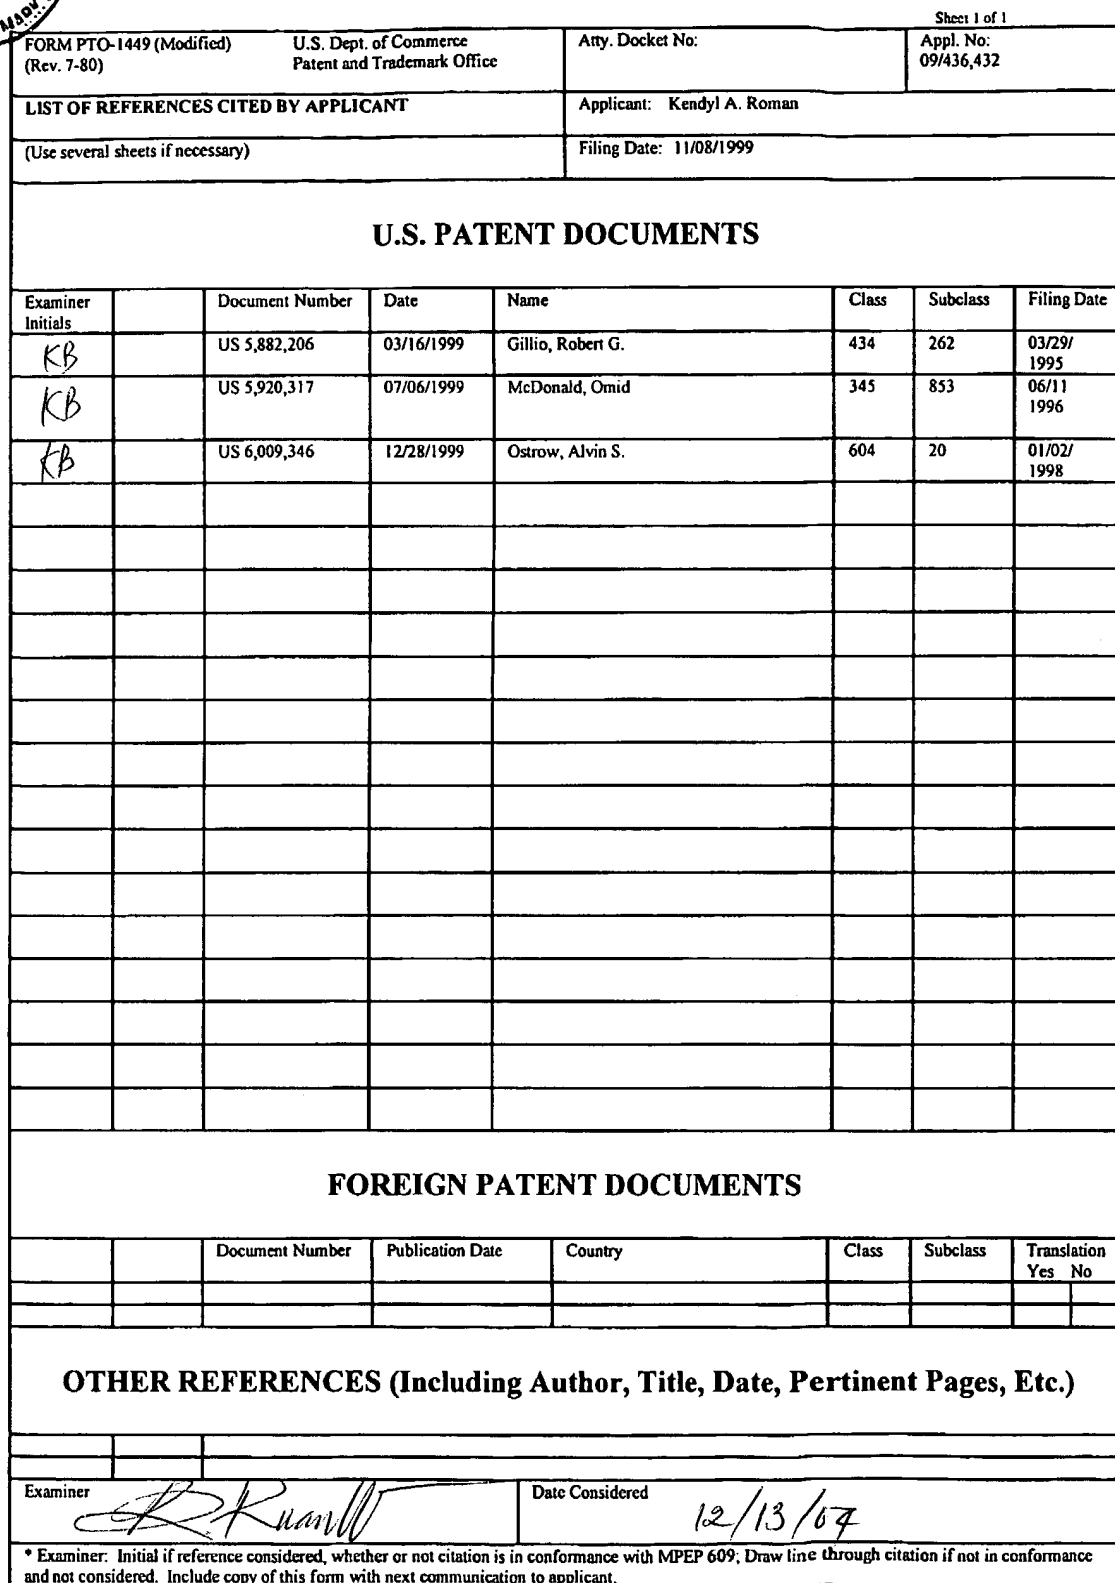 Sheet 1 of 1
FORM PTO-1449 (Modified) U.S. Dept. of Commerce Atty. Docket No: Appl. No:
(Rev. 7-80) Patent and Trademark Office 09/436,432
LIST OF REFERENCES CITED BY APPLICANT Applicant: Kendyl A. Roman
(Use several sheets if necessary) Filing Date: 11/08/1999
U.S. PATENT DOCUMENTS
Examiner Document Number Date Name Class Subclass Filing Date
Initials
KB US 5,882,206 03/16/1999 Gillio, Robert G. 434 262 03/29/
1995
KB US 5,920,317 07/06/1999 McDonald, Omid 345 853 06/11
1996
KB US 6,009,346 12/28/1999 Ostrow, Alvin S. 604 20 01/02/
1998
FOREIGN PATENT DOCUMENTS
Document Number Publication Date Country Class Subclass Translation
Yes No
OTHER REFERENCES (Including Author, Title, Date, Pertinent Pages, Etc.)
Examiner Date Considered 12/13/04
* Examiner: Initial if reference considered, whether or not citation is in conformance with MPEP 609; Draw line through citation if not in conformance
and not considered. Include copy of this form with next communication to applicant.